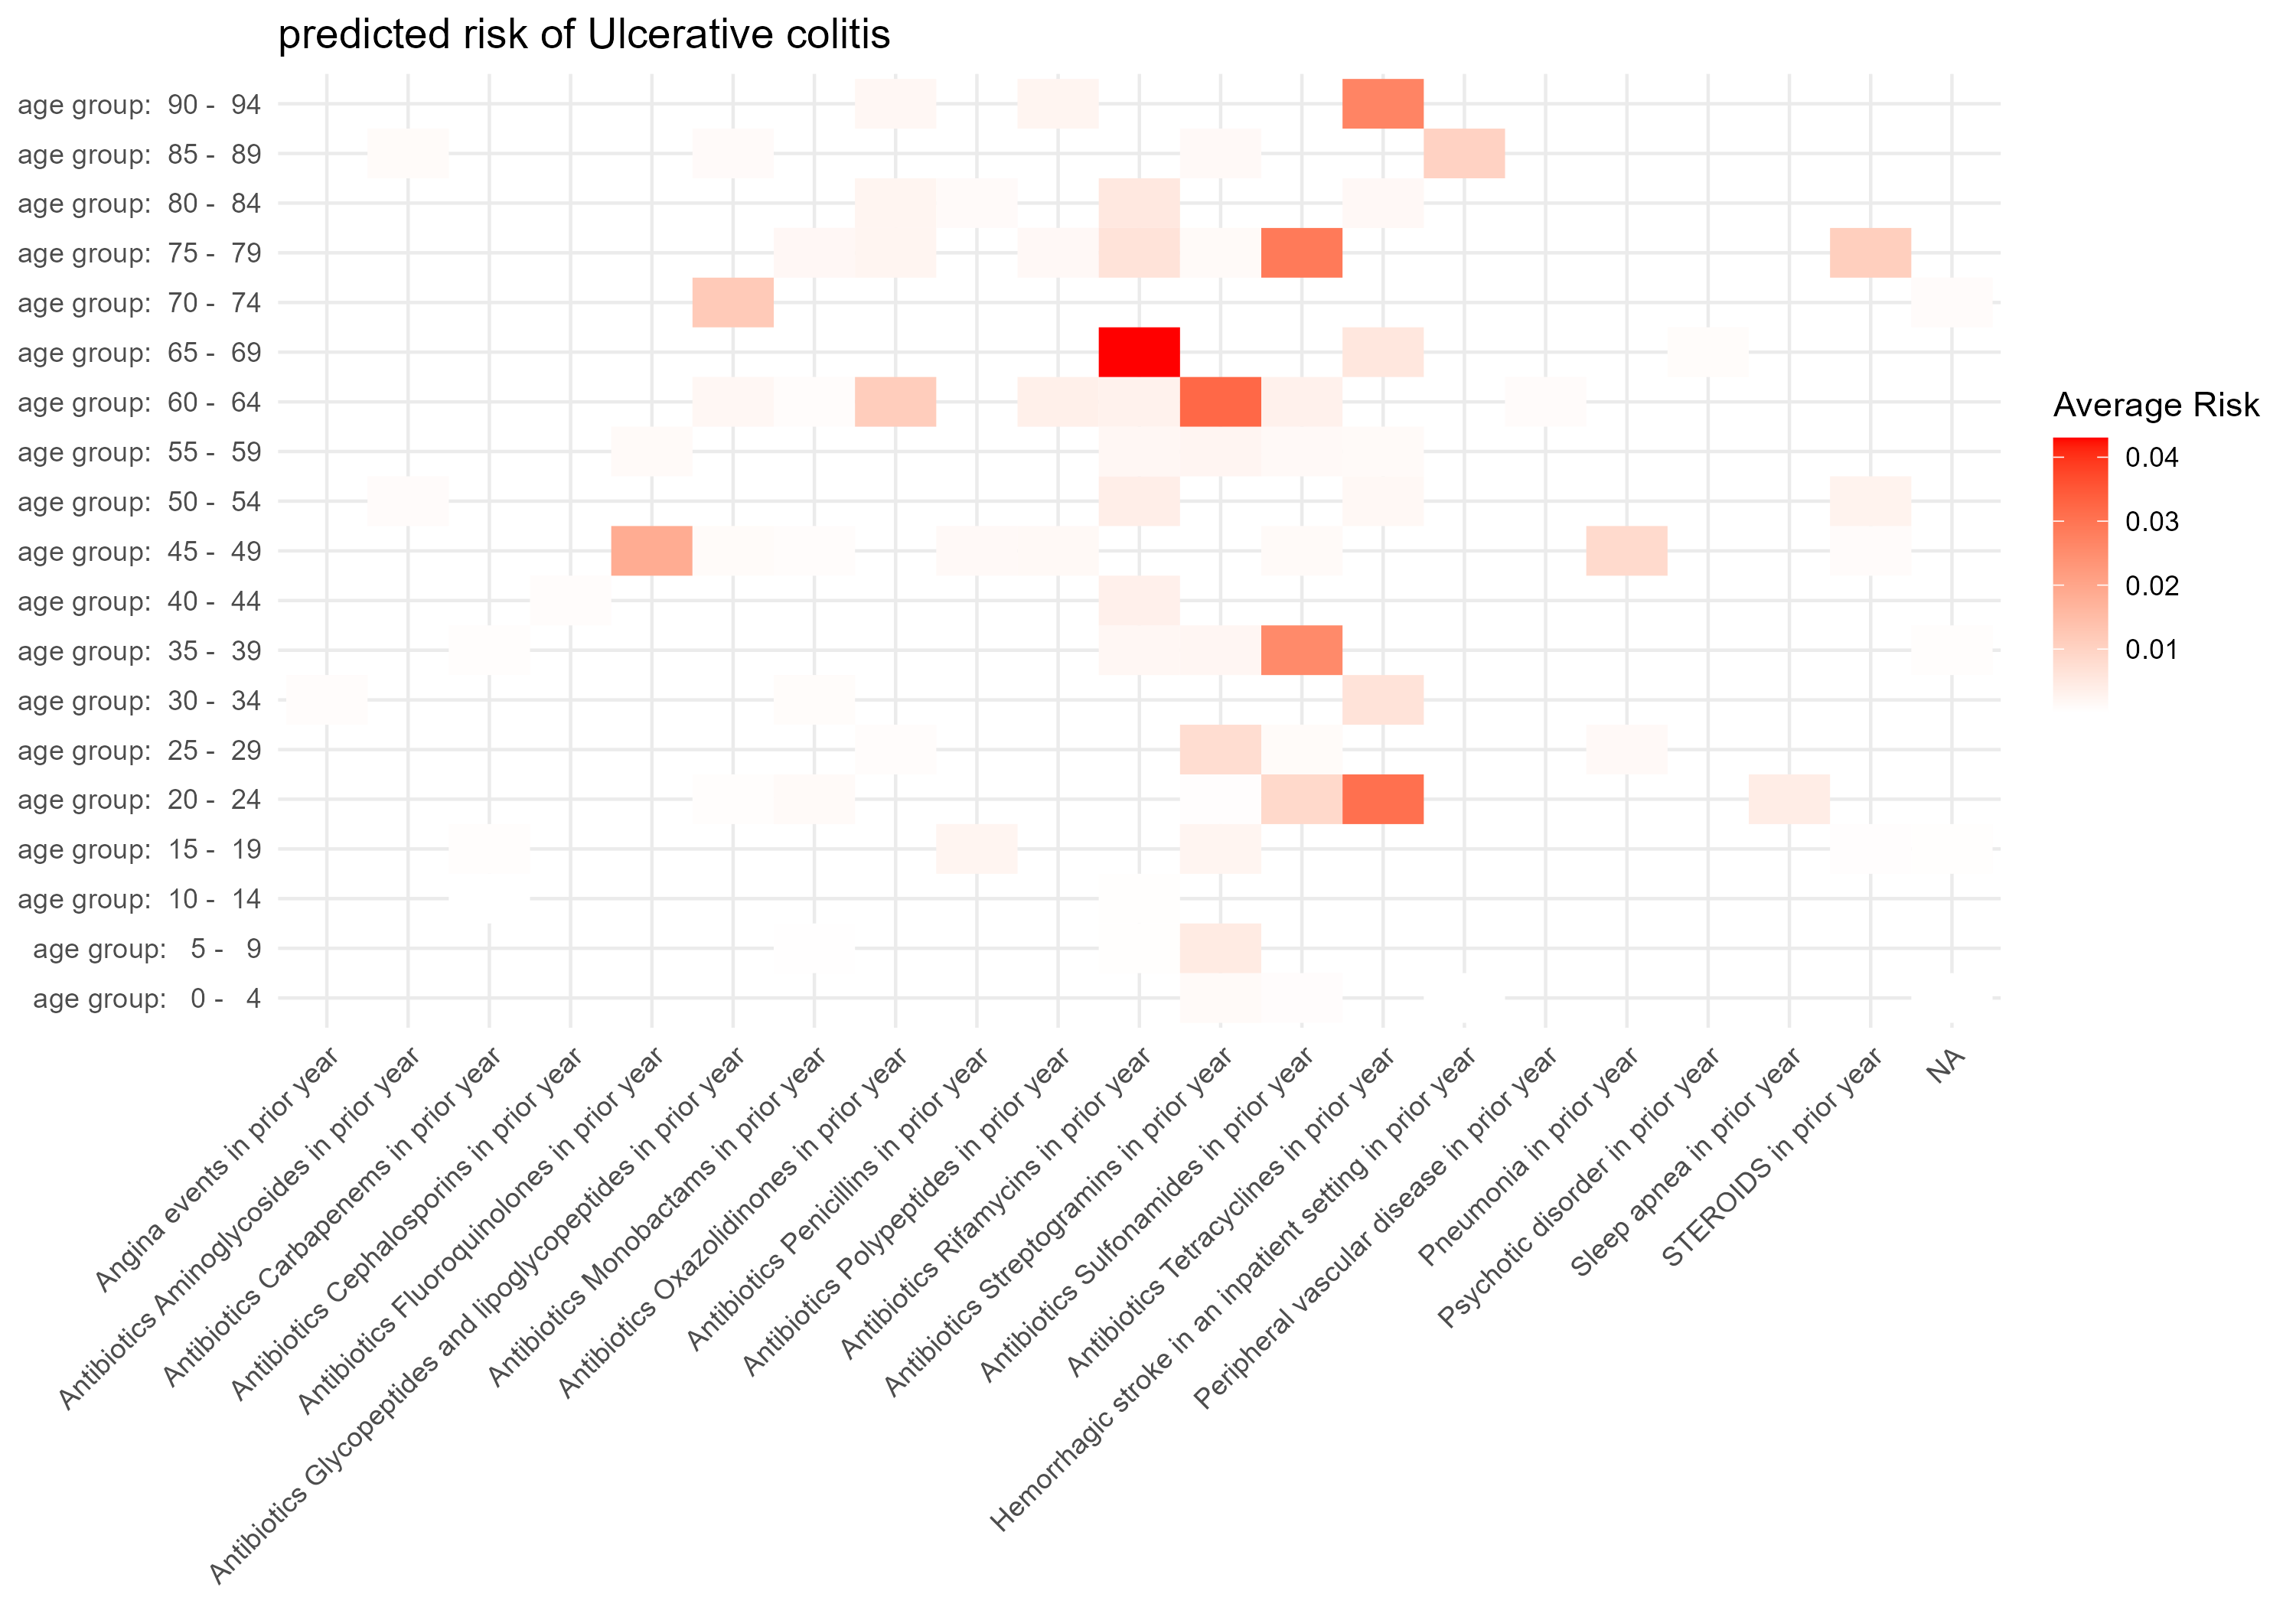 predicted risk of Ulcerative colitis
age group: 90 - 94
age group: 85 - 89
age group: 80 - 84
age group: 75 - 79
age group: 70 - 74
age group: 65 - 69
age group: 60 - 64
age group: 55 - 59
age group: 50 - 54
age group: 45 - 49
age group: 40 - 44
age group: 35 - 39
age group: 30 - 34
age group: 25 - 29
age group: 20 - 24
age group: 15 - 19
age group: 10 - 14
age group: 5 - 9
age group: 0 - 4
Angina events in prior year
Antibiotics Aminoglycosides in prior year
Antibiotics Carbapenems in prior year
Antibiotics Cephalosporins in prior year
Antibiotics Fluoroquinolones in prior year
Antibiotics Glycopeptides and lipoglycopeptides in prior year
Antibiotics Monobactams in prior year
Antibiotics Oxazolidinones in prior year
Antibiotics Penicillins in prior year
Antibiotics Polypeptides in prior year
Antibiotics Rifamycins in prior year
Antibiotics Streptogramins in prior year
Antibiotics Sulfonamides in prior year
Antibiotics Tetracyclines in prior year
Hemorrhagic stroke in an inpatient setting in prior year
Peripheral vascular disease in prior year
Pneumonia in prior year
Psychotic disorder in prior year
Sleep apnea in prior year
STEROIDS in prior year
NA
Average Risk
0.04
0.03
0.02
0.01